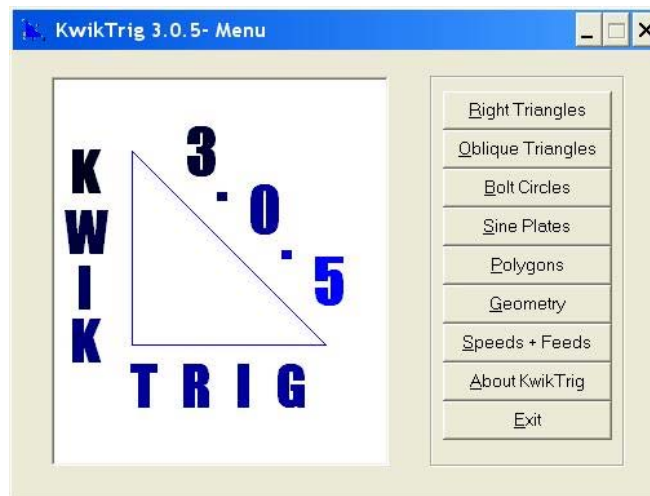 KwikTrig 3.0.5- Menu
KWIK
3.0.5
TRIG
Right Triangles
Oblique Triangles
Bolt Circles
Sine Plates
Polygons
Geometry
Speeds + Feeds
About KwikTrig
Exit